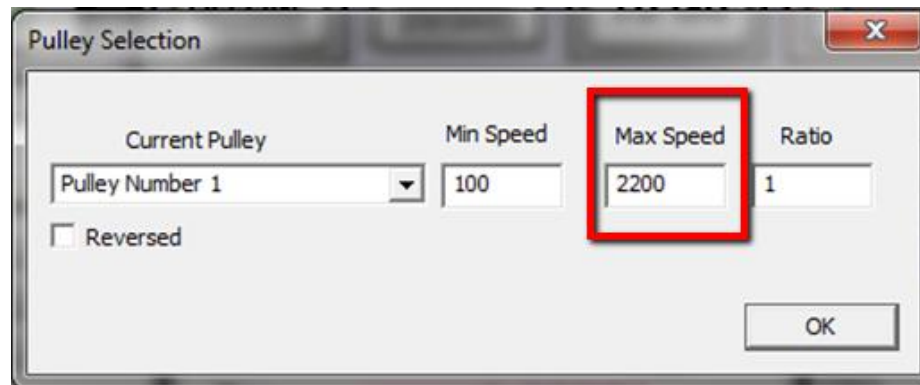 Pulley Selection
Current Pulley Min Speed Max Speed Ratio
Pulley Number 1 100 2200 1
Reversed
OK